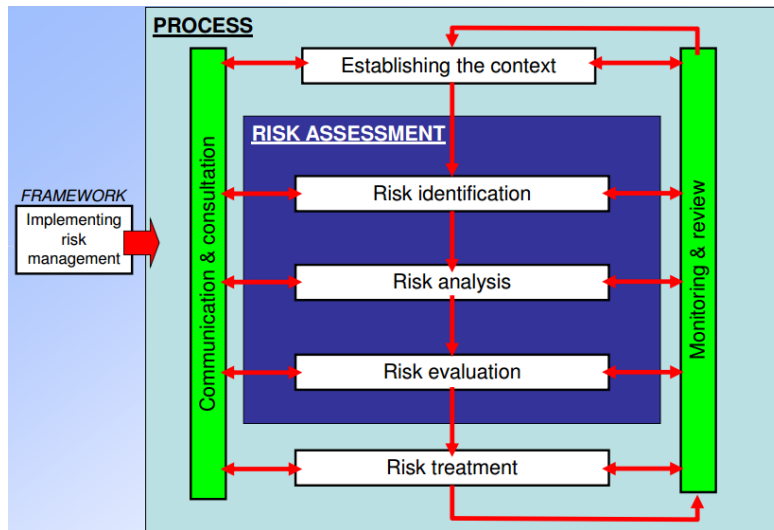 PROCESS
Establishing the context
RISK ASSESSMENT
FRAMEWORK
Implementing
risk
management
Communication & consultation
Risk identification
Monitoring & review
Risk analysis
Risk evaluation
Risk treatment